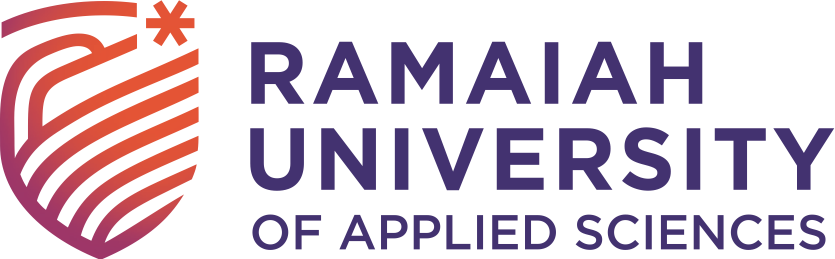 RAMAIAH
UNIVERSITY
OF APPLIED SCIENCES